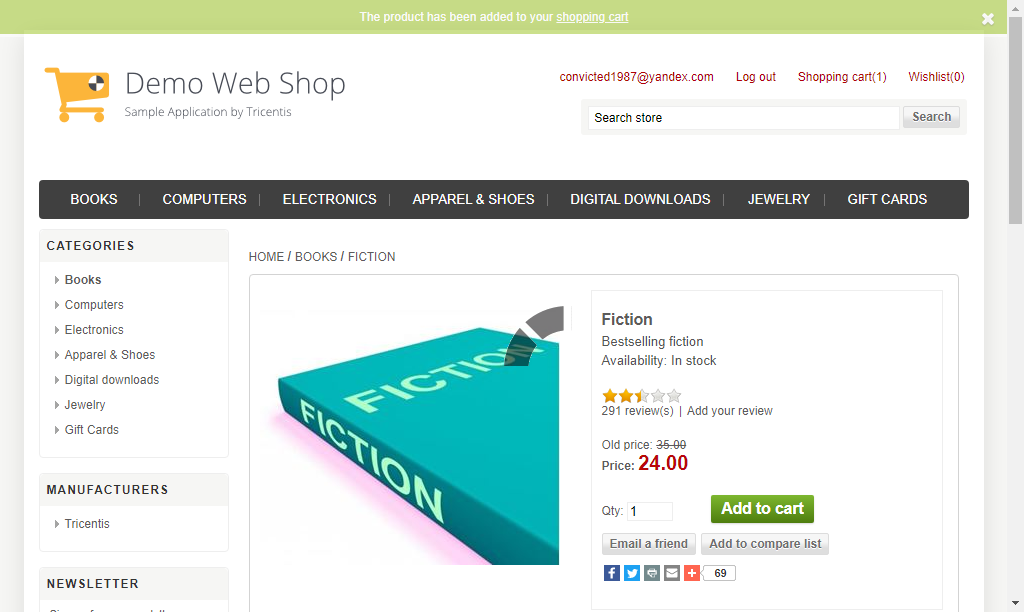 The product has been added to your shopping cart
Demo Web Shop
Sample Application by Tricentis
convicted1987@yandex.com Log out Shopping cart(1) Wishlist(0)
Search store Search
BOOKS COMPUTERS ELECTRONICS APPAREL & SHOES DIGITAL DOWNLOADS JEWELRY GIFT CARDS
CATEGORIES
Books
Computers
Electronics
Apparel & Shoes
Digital downloads
Jewelry
Gift Cards
MANUFACTURERS
Tricentis
NEWSLETTER
HOME / BOOKS / FICTION
FICTION
FICTION
Fiction
Bestselling fiction
Availability: In stock
291 review(s) | Add your review
Old price: 35.00
Price: 24.00
Qty: 1 Add to cart
Email a friend Add to compare list
69